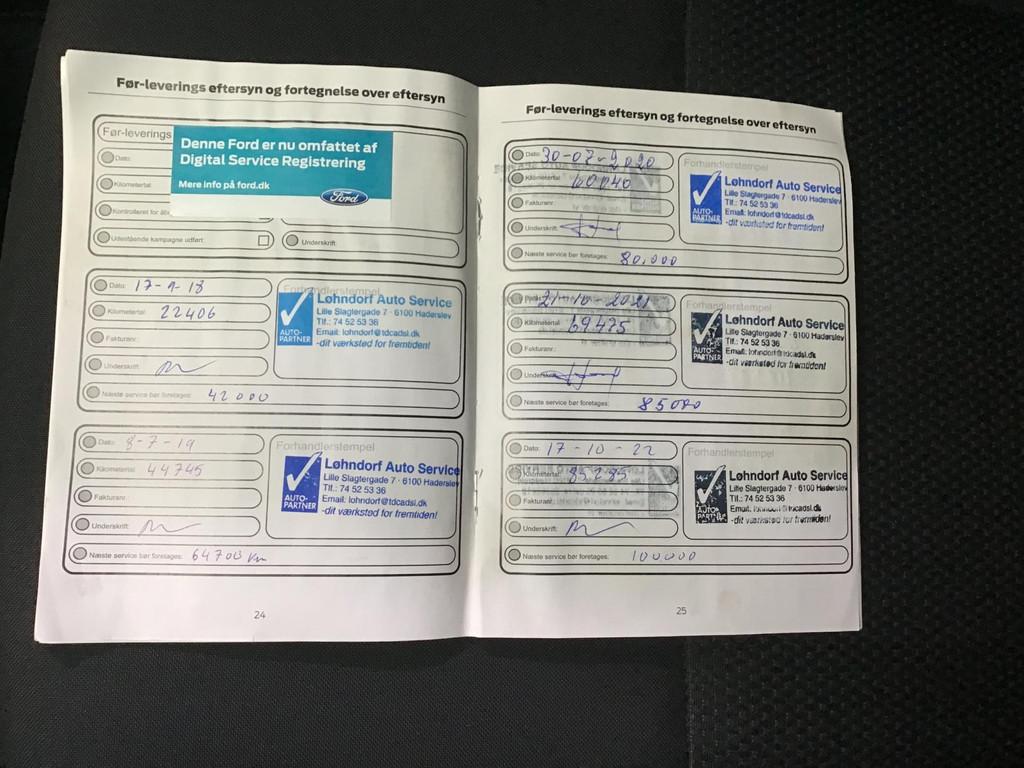 Før-leverings eftersyn og fortegnelse over eftersyn
Før-leverings
Denne Ford er nu omfattet af
Digital Service Registrering
Mere info på ford.dk
Ford
Dato:
Kilometertal
Kontrolleret for
Udestående kampagne udført:
Underskrift:
Dato: 17-9-18
Kilometertal: 22406
Fakturanr.:
Underskrift:
Næste service bør foretages: 42000
Forhandlerstempel
AUTO-PARTNER
Løhndorf Auto Service
Lille Slagtergade 7 · 6100 Haderslev
Tlf.: 74 52 53 36
Email: lohndorf@tdcadsl.dk
-dit værksted for fremtiden!
Dato: 8-7-19
Kilometertal: 44745
Fakturanr.:
Underskrift:
Næste service bør foretages: 64700 km
Forhandlerstempel
AUTO-PARTNER
Løhndorf Auto Service
Lille Slagtergade 7 · 6100 Haderslev
Tlf.: 74 52 53 36
Email: lohndorf@tdcadsl.dk
-dit værksted for fremtiden!
24
Før-leverings eftersyn og fortegnelse over eftersyn
Dato: 30-07-2020
Kilometertal: 60040
Fakturanr.:
Underskrift:
Næste service bør foretages: 80,000
Forhandlerstempel
AUTO-PARTNER
Løhndorf Auto Service
Lille Slagtergade 7 · 6100 Haderslev
Tlf.: 74 52 53 36
Email: lohndorf@tdcadsl.dk
-dit værksted for fremtiden!
21-10-2021
Kilometertal: 69.425
Fakturanr.:
Underskrift:
Næste service bør foretages: 85000
Forhandlerstempel
AUTO-PARTNER
Løhndorf Auto Service
Lille Slagtergade 7 · 6100 Haderslev
Tlf.: 74 52 53 36
Email: lohndorf@tdcadsl.dk
-dit værksted for fremtiden!
Dato: 17-10-22
Kilometertal: 85.285
Fakturanr.:
Underskrift:
Næste service bør foretages: 100000
Forhandlerstempel
AUTO-PARTNER
Løhndorf Auto Service
Lille Slagtergade 7 · 6100 Haderslev
Tlf.: 74 52 53 36
Email: lohndorf@tdcadsl.dk
-dit værksted for fremtiden!
25